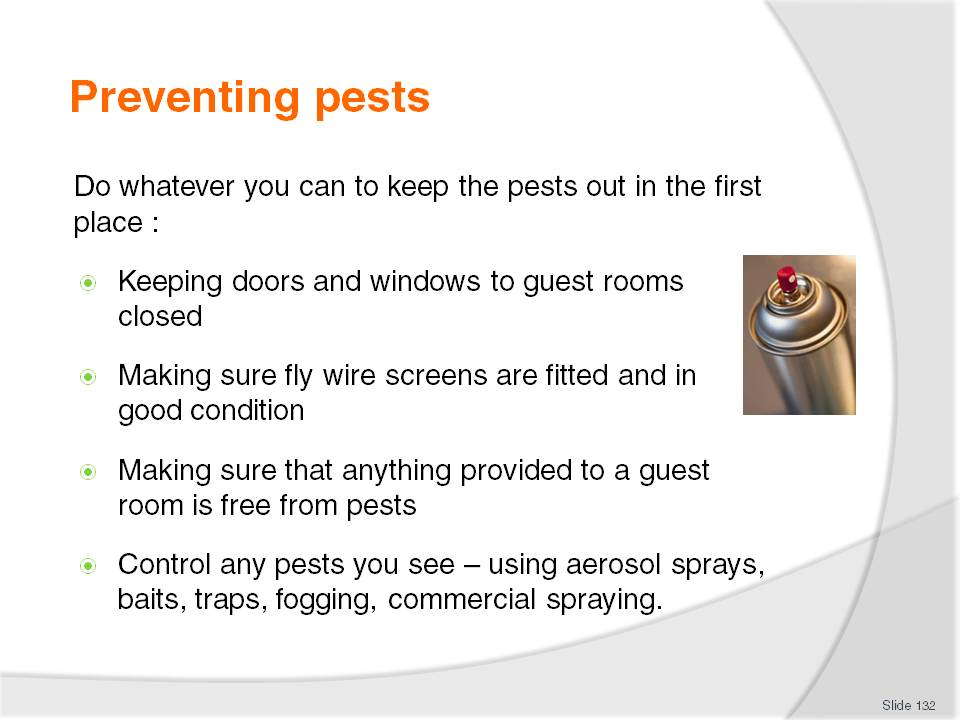 Preventing pests
Do whatever you can to keep the pests out in the first
place :
Keeping doors and windows to guest rooms
closed
Making sure fly wire screens are fitted and in
good condition
Making sure that anything provided to a guest
room is free from pests
Control any pests you see – using aerosol sprays,
baits, traps, fogging, commercial spraying.
Slide 132